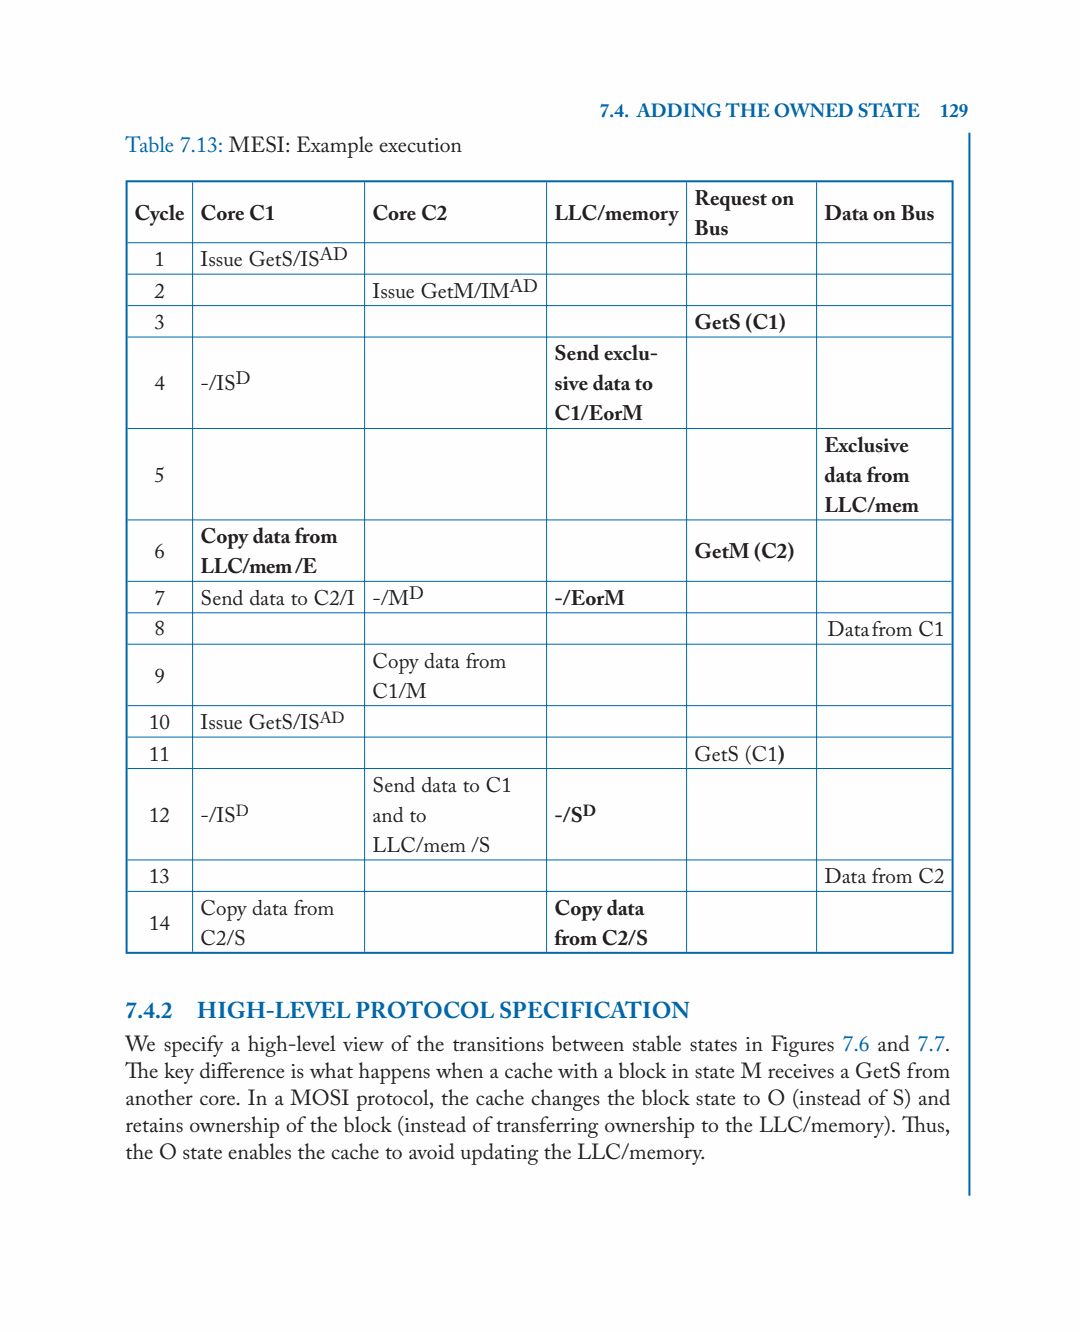 7.4. ADDING THE OWNED STATE 129
Table 7.13: MESI: Example execution
Cycle Core C1 Core C2 LLC/memory Request on Bus Data on Bus
1 Issue GetS/ISAD
2 Issue GetM/IMAD
3 GetS (C1)
4 -/ISD Send exclu-
sive data to
C1/EorM
5 Exclusive
data from
LLC/mem
6 Copy data from
LLC/mem /E GetM (C2)
7 Send data to C2/I -/MD -/EorM
8 Data from C1
9 Copy data from
C1/M
10 Issue GetS/ISAD
11 GetS (C1)
12 -/ISD Send data to C1
and to
LLC/mem /S -/SD
13 Data from C2
14 Copy data from
C2/S Copy data
from C2/S
7.4.2 HIGH-LEVEL PROTOCOL SPECIFICATION
We specify a high-level view of the transitions between stable states in Figures 7.6 and 7.7.
The key difference is what happens when a cache with a block in state M receives a GetS from
another core. In a MOSI protocol, the cache changes the block state to O (instead of S) and
retains ownership of the block (instead of transferring ownership to the LLC/memory). Thus,
the O state enables the cache to avoid updating the LLC/memory.